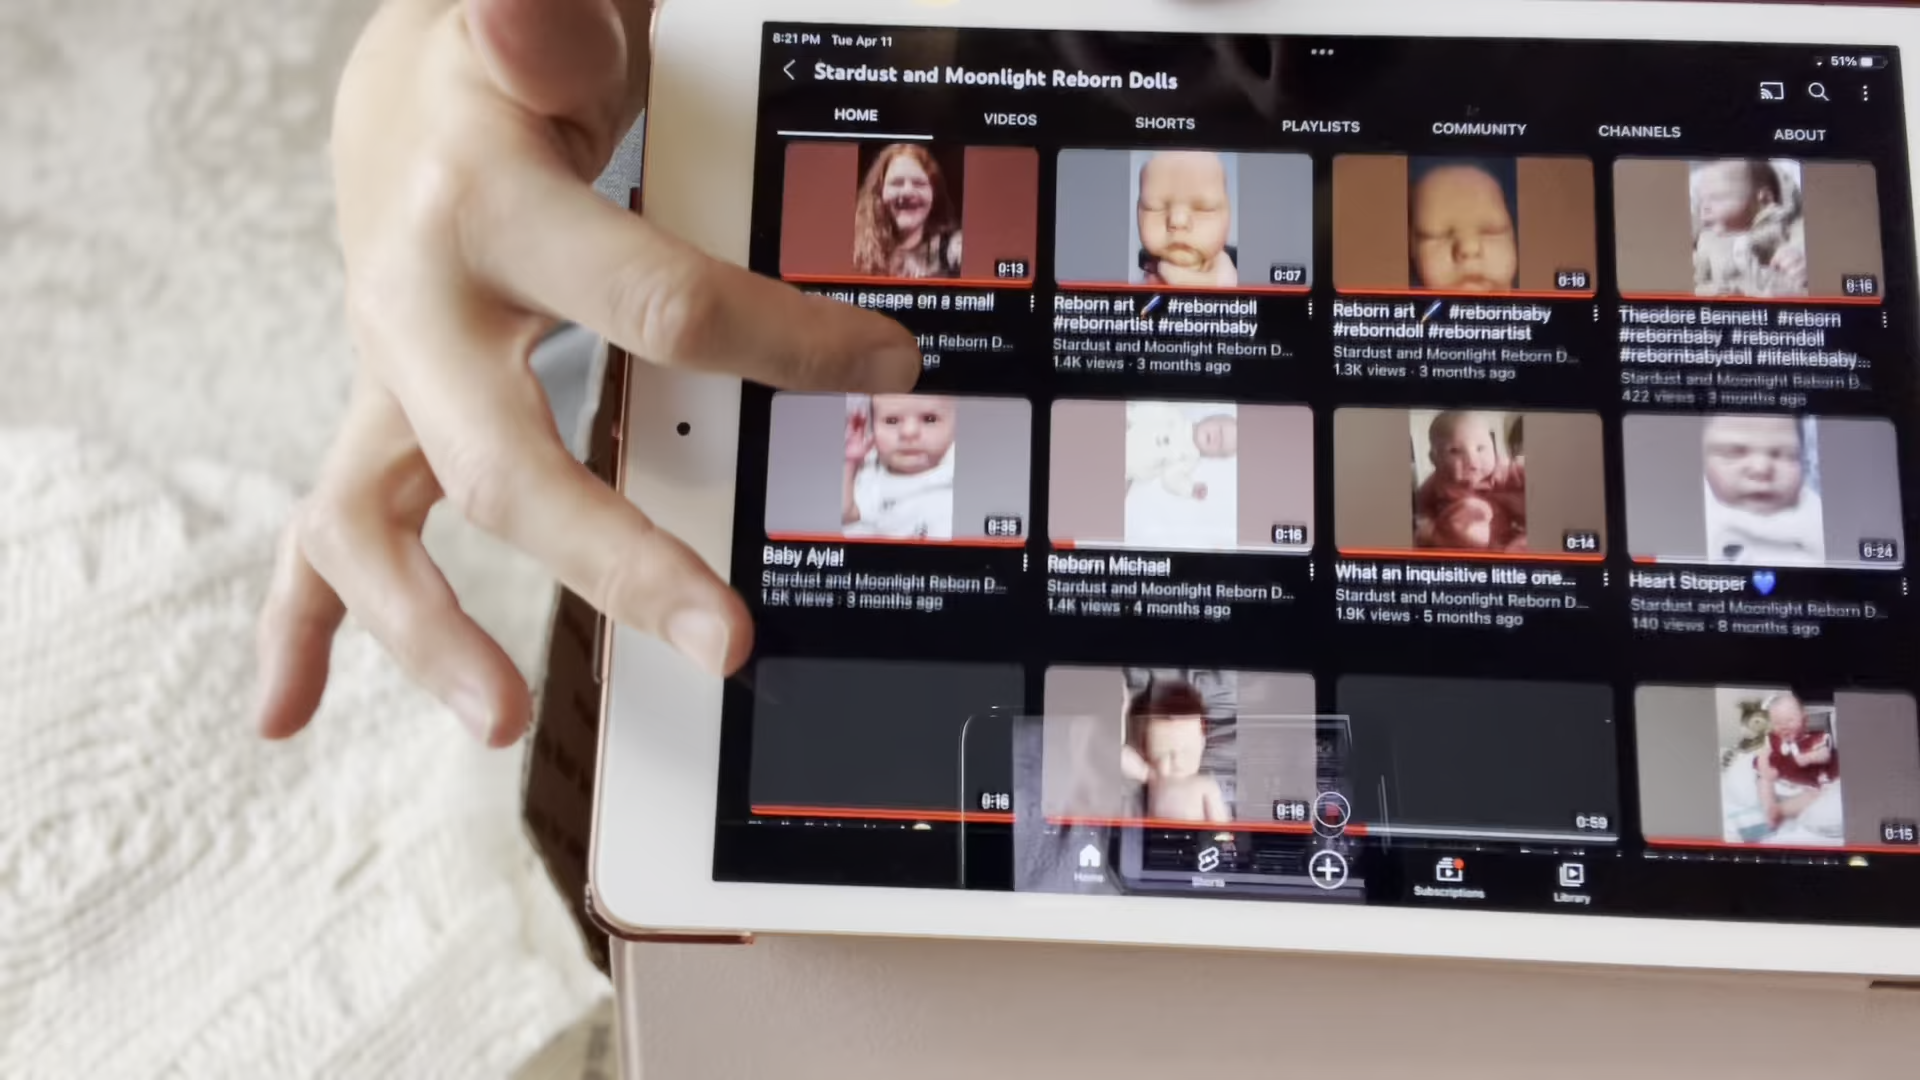 8:21 PM Tue Apr 11
51%
Stardust and Moonlight Reborn Dolls
HOME VIDEOS SHORTS PLAYLISTS COMMUNITY CHANNELS ABOUT
0:13 0:07 0:10 0:16
you escape on a small
ght Reborn D...
go
Reborn art 🖌️ #reborndoll
#rebornartist #rebornbaby
Stardust and Moonlight Reborn D...
1.4K views · 3 months ago
Reborn art 🖌️ #rebornbaby
#reborndoll #rebornartist
Stardust and Moonlight Reborn D...
1.3K views · 3 months ago
Theodore Bennett! #reborn
#rebornbaby #reborndoll
#rebornbabydoll #lifelikebaby...
Stardust and Moonlight Reborn D...
422 views · 3 months ago
0:35 0:16 0:14 0:24
Baby Ayla!
Stardust and Moonlight Reborn D...
1.5K views · 3 months ago
Reborn Michael
Stardust and Moonlight Reborn D...
1.4K views · 4 months ago
What an inquisitive little one...
Stardust and Moonlight Reborn D...
1.9K views · 5 months ago
Heart Stopper 💙
Stardust and Moonlight Reborn D...
140 views · 8 months ago
0:16 0:16 0:59 0:15
Home Shorts Subscriptions Library